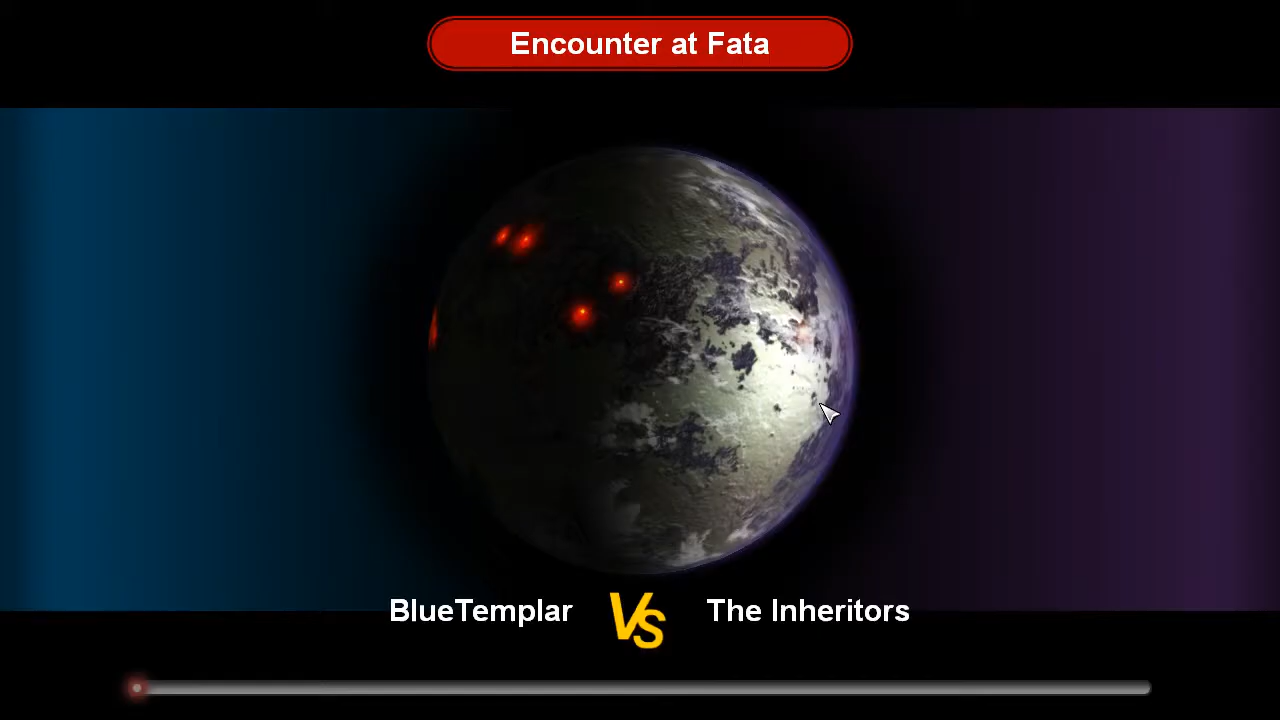 Encounter at Fata
BlueTemplar VS The Inheritors